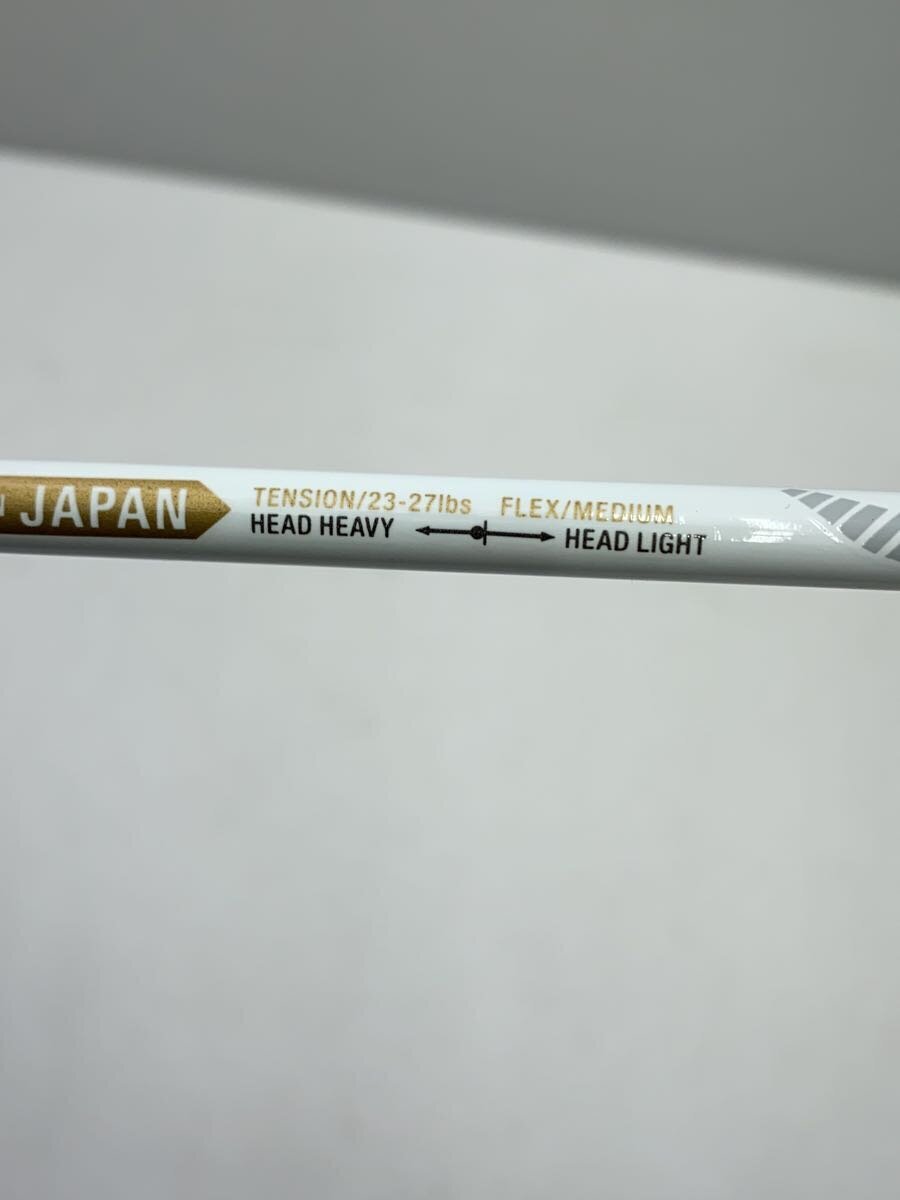 JAPAN
TENSION/23-27lbs FLEX/MEDIUM
HEAD HEAVY HEAD LIGHT